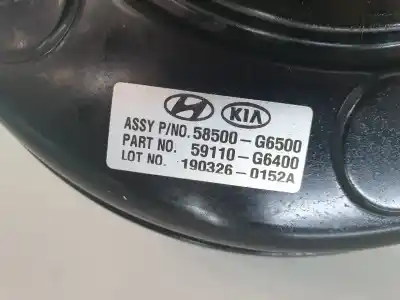 KIA
ASSY P/NO. 58500-G6500
PART NO. 59110-G6400
LOT NO. 190326-0152A